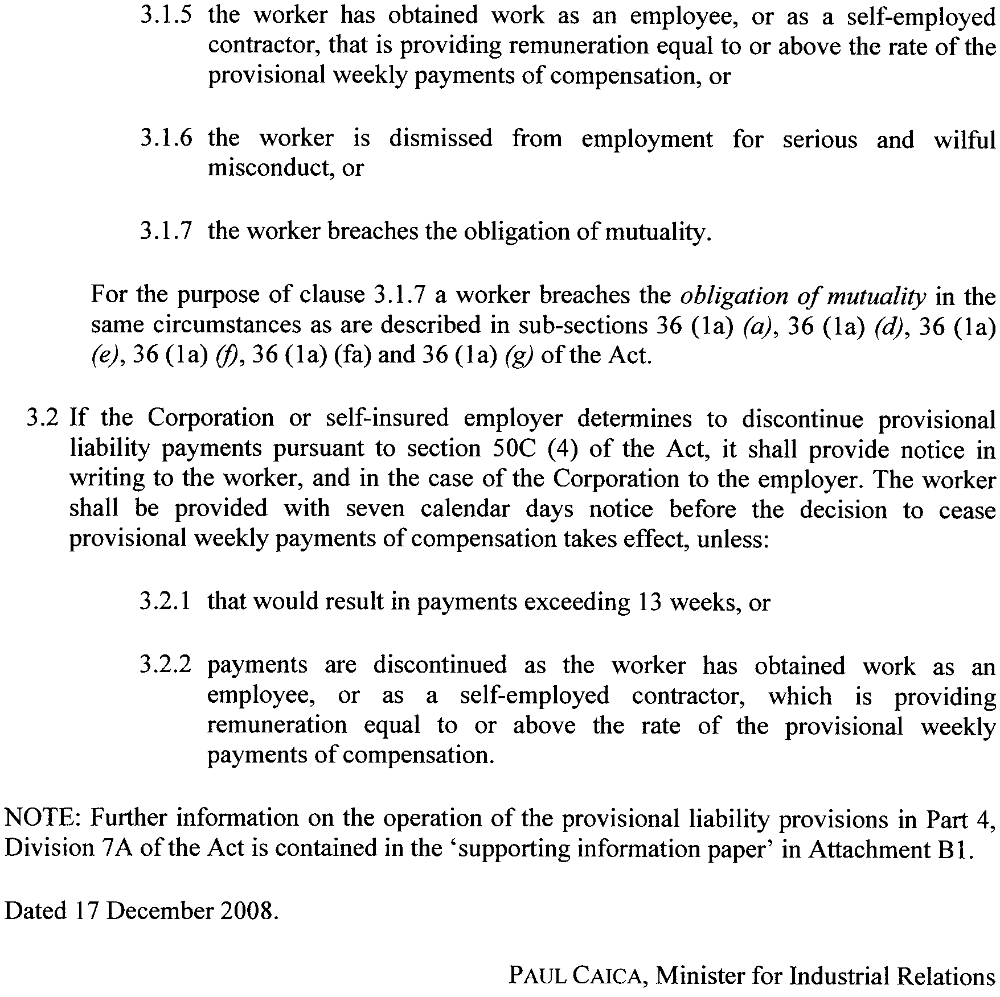 3.1.5 the worker has obtained work as an employee, or as a self-employed
contractor, that is providing remuneration equal to or above the rate of the
provisional weekly payments of compensation, or
3.1.6 the worker is dismissed from employment for serious and wilful
misconduct, or
3.1.7 the worker breaches the obligation of mutuality.
For the purpose of clause 3.1.7 a worker breaches the obligation of mutuality in the
same circumstances as are described in sub-sections 36 (1a) (a), 36 (1a) (d), 36 (1a)
(e), 36 (1a) (f), 36 (1a) (fa) and 36 (1a) (g) of the Act.
3.2 If the Corporation or self-insured employer determines to discontinue provisional
liability payments pursuant to section 50C (4) of the Act, it shall provide notice in
writing to the worker, and in the case of the Corporation to the employer. The worker
shall be provided with seven calendar days notice before the decision to cease
provisional weekly payments of compensation takes effect, unless:
3.2.1 that would result in payments exceeding 13 weeks, or
3.2.2 payments are discontinued as the worker has obtained work as an
employee, or as a self-employed contractor, which is providing
remuneration equal to or above the rate of the provisional weekly
payments of compensation.
NOTE: Further information on the operation of the provisional liability provisions in Part 4,
Division 7A of the Act is contained in the ‘supporting information paper’ in Attachment B1.
Dated 17 December 2008.
PAUL CAICA, Minister for Industrial Relations